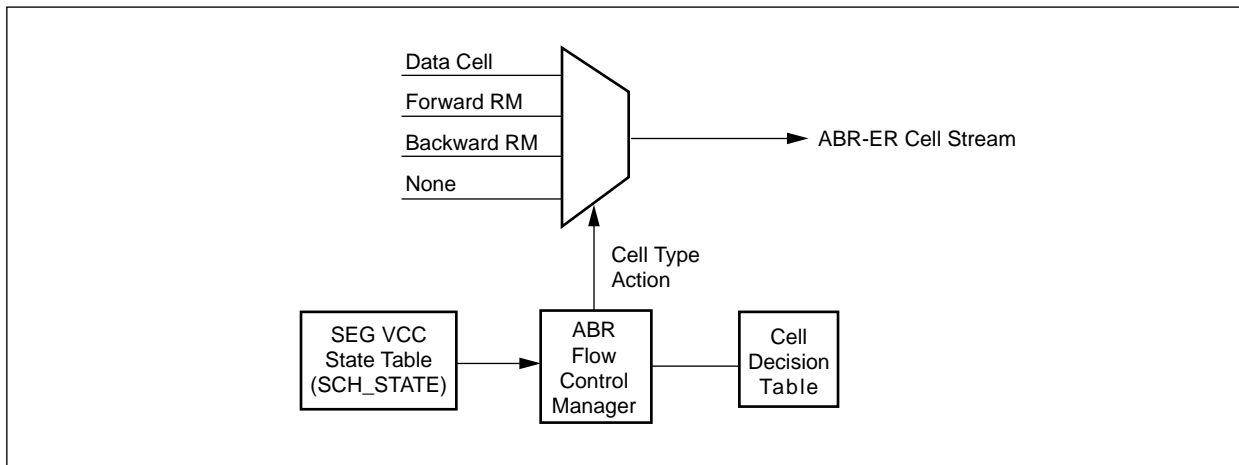 Data Cell
Forward RM
Backward RM
None
ABR-ER Cell Stream
Cell Type
Action
SEG VCC
State Table
(SCH_STATE)
ABR
Flow
Control
Manager
Cell
Decision
Table